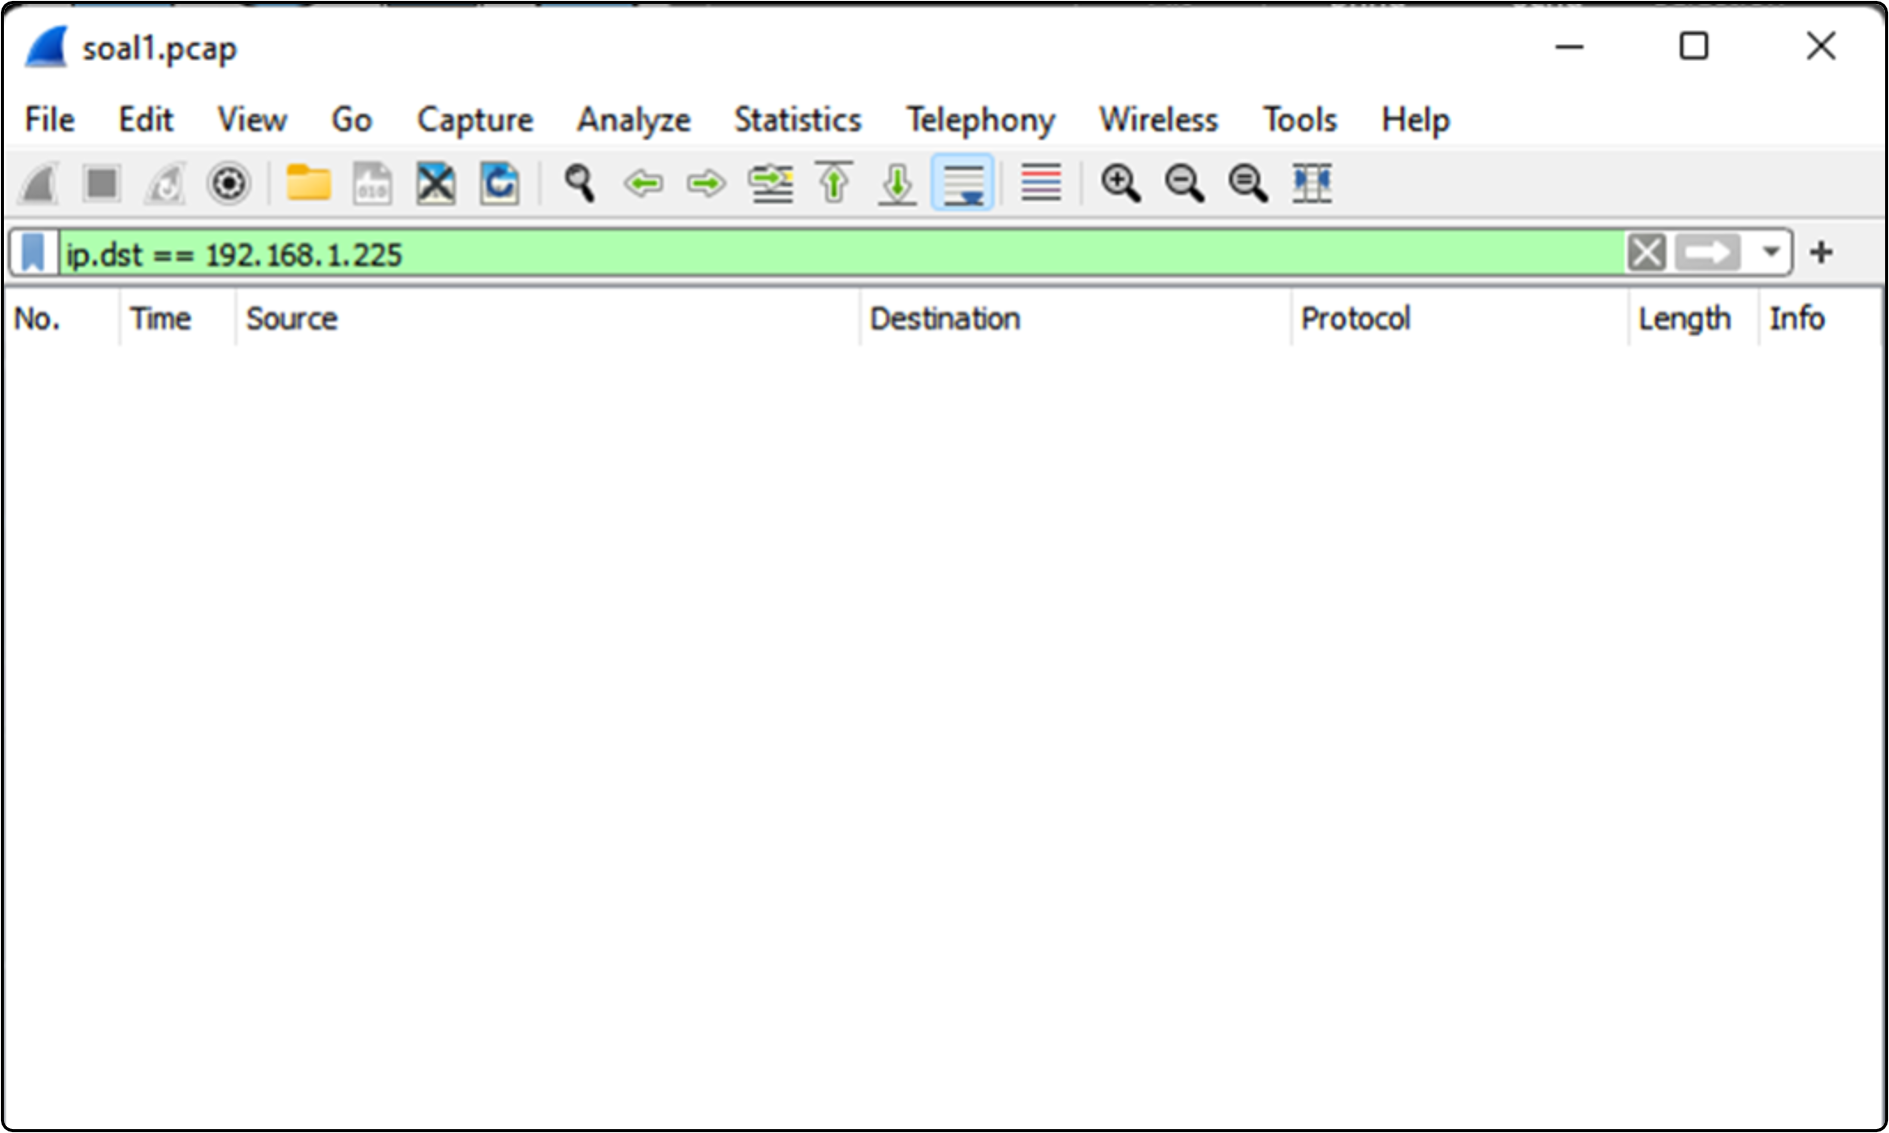 soal1.pcap
File Edit View Go Capture Analyze Statistics Telephony Wireless Tools Help
ip.dst == 192.168.1.225
No. Time Source Destination Protocol Length Info